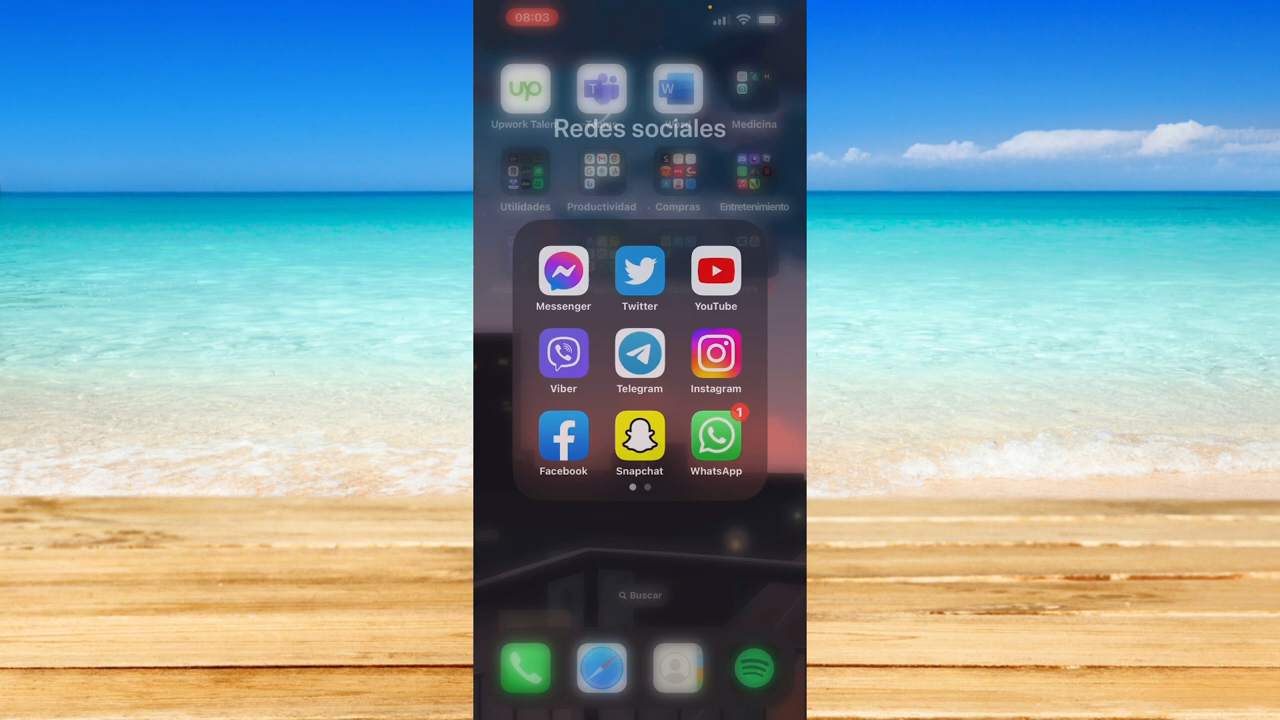 08:03
Upwork Talen
Word
Medicina
Redes sociales
Utilidades Productividad Compras Entretenimiento
Messenger Twitter YouTube
Viber Telegram Instagram
Facebook Snapchat WhatsApp
1
Buscar